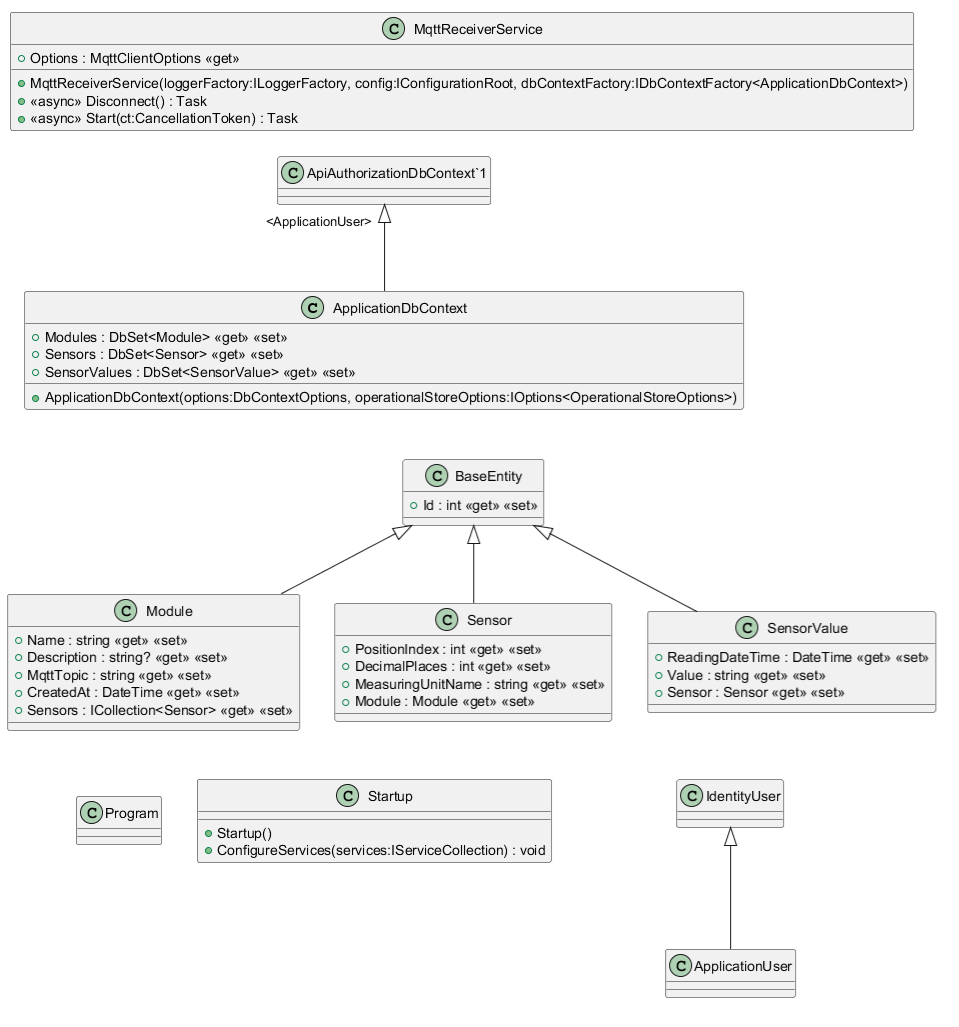 C MqttReceiverService
Options : MqttClientOptions «get»
MqttReceiverService(loggerFactory:ILoggerFactory, config:IConfigurationRoot, dbContextFactory:IDbContextFactory<ApplicationDbContext>)
«async» Disconnect() : Task
«async» Start(ct:CancellationToken) : Task
C ApiAuthorizationDbContext`1
<ApplicationUser>
C ApplicationDbContext
Modules : DbSet<Module> «get» «set»
Sensors : DbSet<Sensor> «get» «set»
SensorValues : DbSet<SensorValue> «get» «set»
ApplicationDbContext(options:DbContextOptions, operationalStoreOptions:IOptions<OperationalStoreOptions>)
C BaseEntity
Id : int «get» «set»
C Module
Name : string «get» «set»
Description : string? «get» «set»
MqttTopic : string «get» «set»
CreatedAt : DateTime «get» «set»
Sensors : ICollection<Sensor> «get» «set»
C Sensor
PositionIndex : int «get» «set»
DecimalPlaces : int «get» «set»
MeasuringUnitName : string «get» «set»
Module : Module «get» «set»
C SensorValue
ReadingDateTime : DateTime «get» «set»
Value : string «get» «set»
Sensor : Sensor «get» «set»
C Program
C Startup
Startup()
ConfigureServices(services:IServiceCollection) : void
C IdentityUser
C ApplicationUser